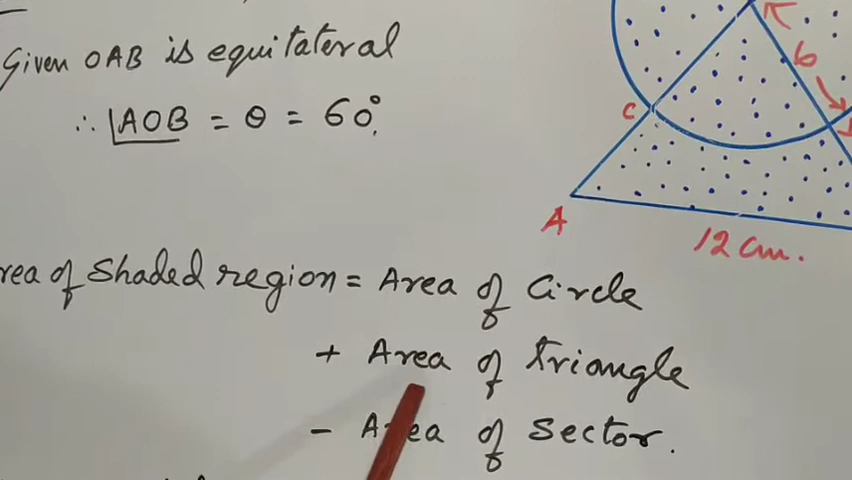 Given OAB is equitateral
∴ ∠AOB = θ = 60°.
6
C
A
12 cm.
rea of Shaded region = Area of Circle
+ Area of Triangle
- Area of Sector.